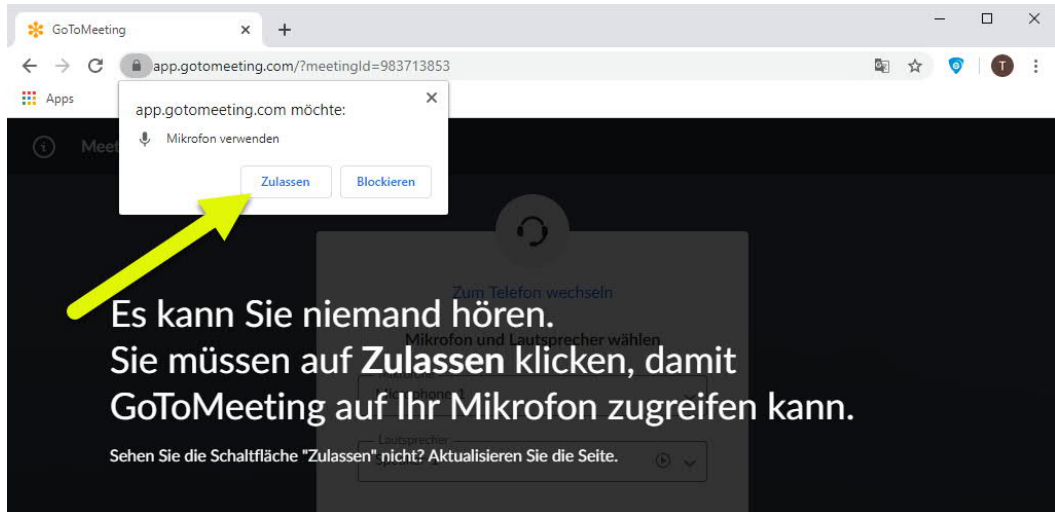 GoToMeeting
app.gotomeeting.com/?meetingId=983713853
T
Apps
app.gotomeeting.com möchte:
Mikrofon verwenden
Zulassen
Blockieren
Meet
Zum Telefon wechseln
Es kann Sie niemand hören.
Mikrofon und Lautsprecher wählen
Sie müssen auf Zulassen klicken, damit
GoToMeeting auf Ihr Mikrofon zugreifen kann.
Lautsprecher
Sehen Sie die Schaltfläche "Zulassen" nicht? Aktualisieren Sie die Seite.